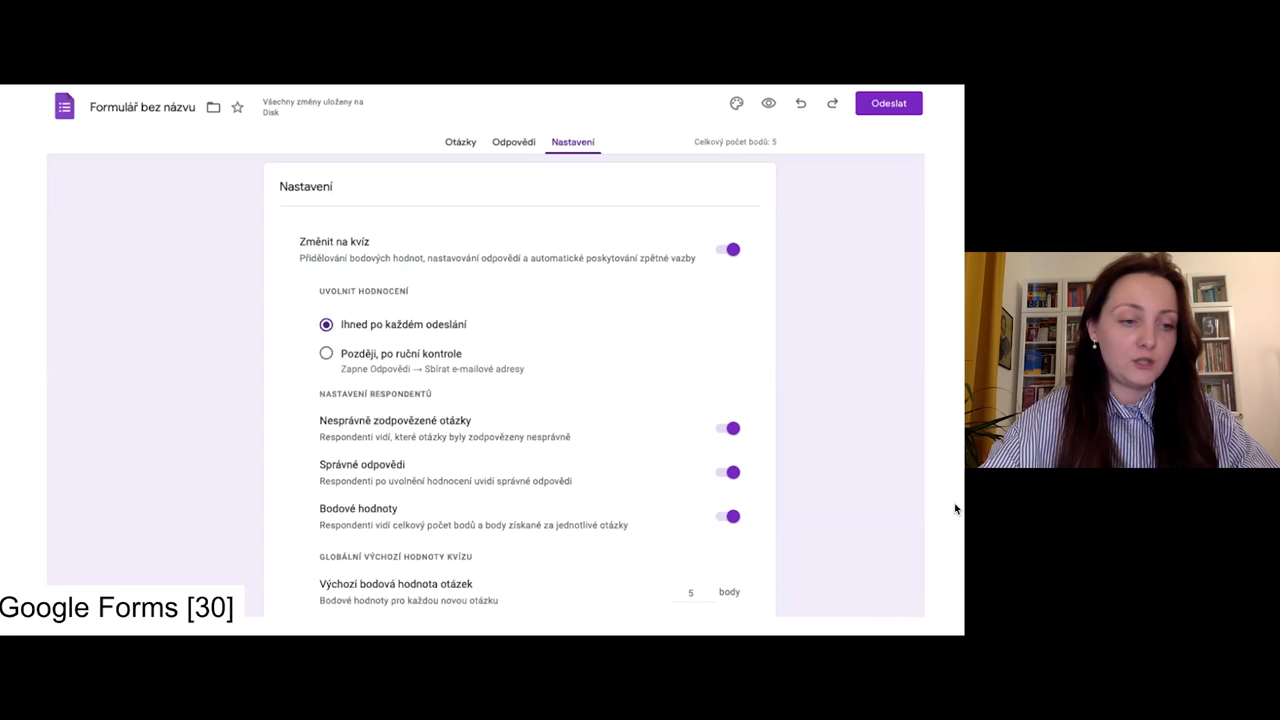 Formulář bez názvu
Všechny změny uloženy na
Disk
Odeslat
Otázky Odpovědi Nastavení
Celkový počet bodů: 5
Nastavení
Změnit na kvíz
Přidělování bodových hodnot, nastavování odpovědí a automatické poskytování zpětné vazby
UVOLNIT HODNOCENÍ
Ihned po každém odeslání
Později, po ruční kontrole
Zapne Odpovědi → Sbírat e-mailové adresy
NASTAVENÍ RESPONDENTŮ
Nesprávně zodpovězené otázky
Respondenti vidí, které otázky byly zodpovězeny nesprávně
Správné odpovědi
Respondenti po uvolnění hodnocení uvidí správné odpovědi
Bodové hodnoty
Respondenti vidí celkový počet bodů a body získané za jednotlivé otázky
GLOBÁLNÍ VÝCHOZÍ HODNOTY KVÍZU
Výchozí bodová hodnota otázek
5 body
Bodové hodnoty pro každou novou otázku
Google Forms [30]